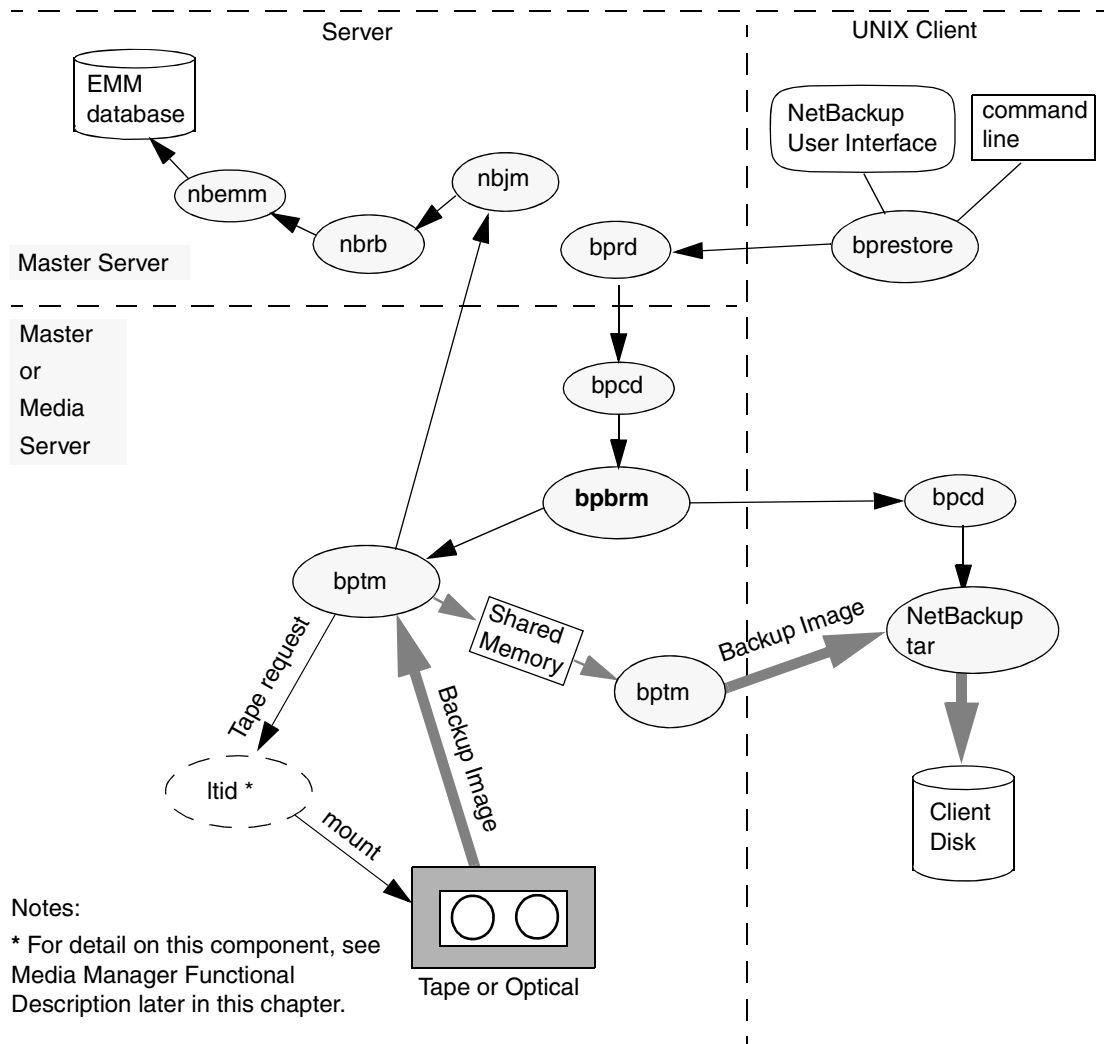 Server
UNIX Client
EMM
database
NetBackup
User Interface
command
line
nbemm
nbjm
nbrb
bprd
bprestore
Master Server
Master
or
Media
Server
bpcd
bpbrm
bpcd
bptm
Shared
Memory
NetBackup
tar
Backup Image
bptm
Tape request
Backup Image
ltid *
mount
Client
Disk
Notes:
* For detail on this component, see
Media Manager Functional
Description later in this chapter.
Tape or Optical